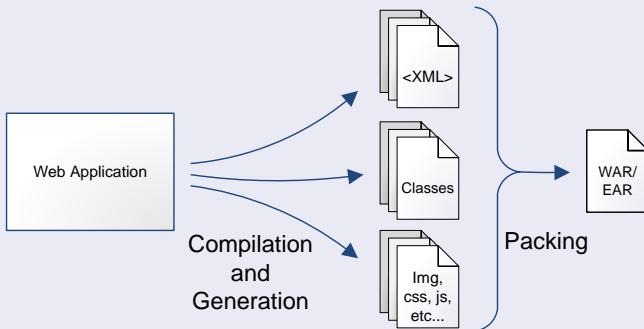 Web Application
Compilation
and
Generation
<XML>
Classes
Img,
css, js,
etc...
Packing
WAR/
EAR